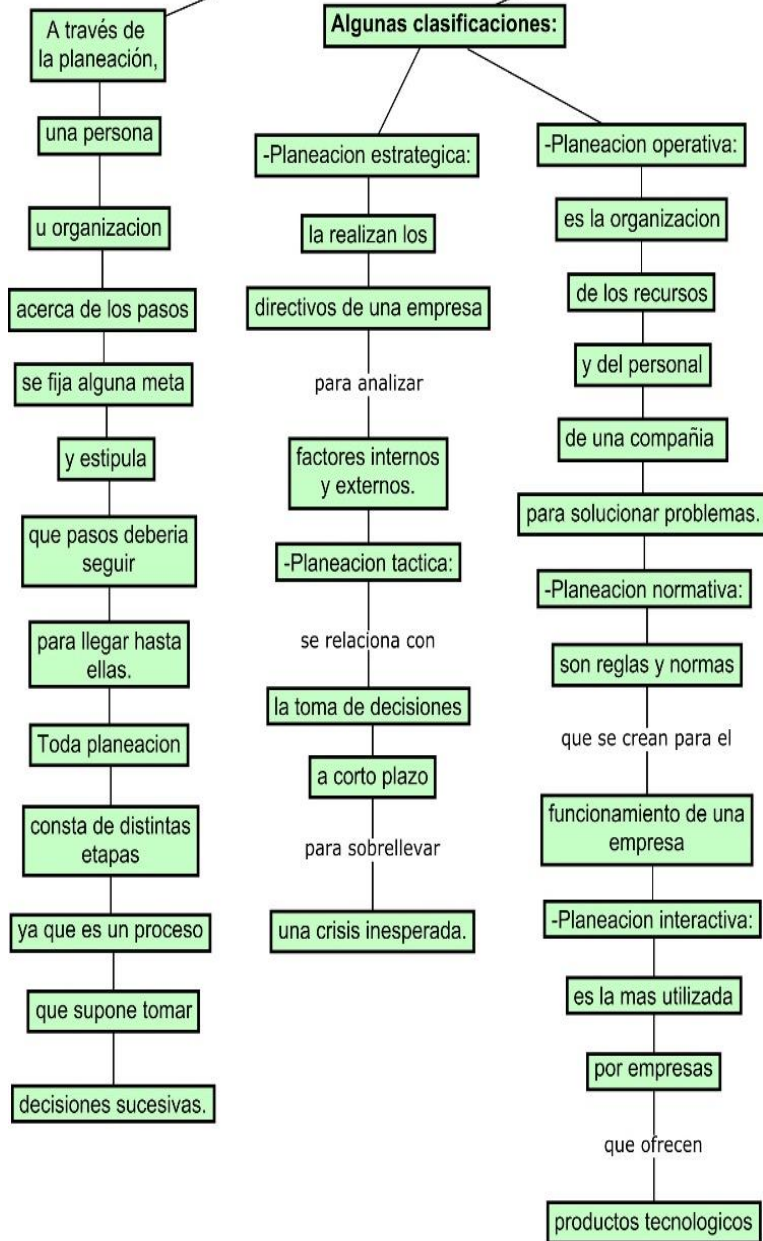 A través de
la planeación,
una persona
u organizacion
acerca de los pasos
se fija alguna meta
y estipula
que pasos deberia
seguir
para llegar hasta
ellas.
Toda planeacion
consta de distintas
etapas
ya que es un proceso
que supone tomar
decisiones sucesivas.
Algunas clasificaciones:
-Planeacion estrategica:
la realizan los
directivos de una empresa
para analizar
factores internos
y externos.
-Planeacion tactica:
se relaciona con
la toma de decisiones
a corto plazo
para sobrellevar
una crisis inesperada.
-Planeacion operativa:
es la organizacion
de los recursos
y del personal
de una compañia
para solucionar problemas.
-Planeacion normativa:
son reglas y normas
que se crean para el
funcionamiento de una
empresa
-Planeacion interactiva:
es la mas utilizada
por empresas
que ofrecen
productos tecnologicos